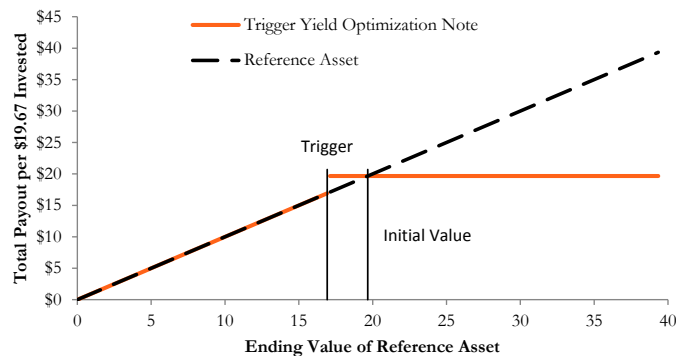 $45
$40
$35
$30
$25
$20
$15
$10
$5
$0
Total Payout per $19.67 Invested
Trigger Yield Optimization Note
Reference Asset
Trigger
Initial Value
0 5 10 15 20 25 30 35 40
Ending Value of Reference Asset